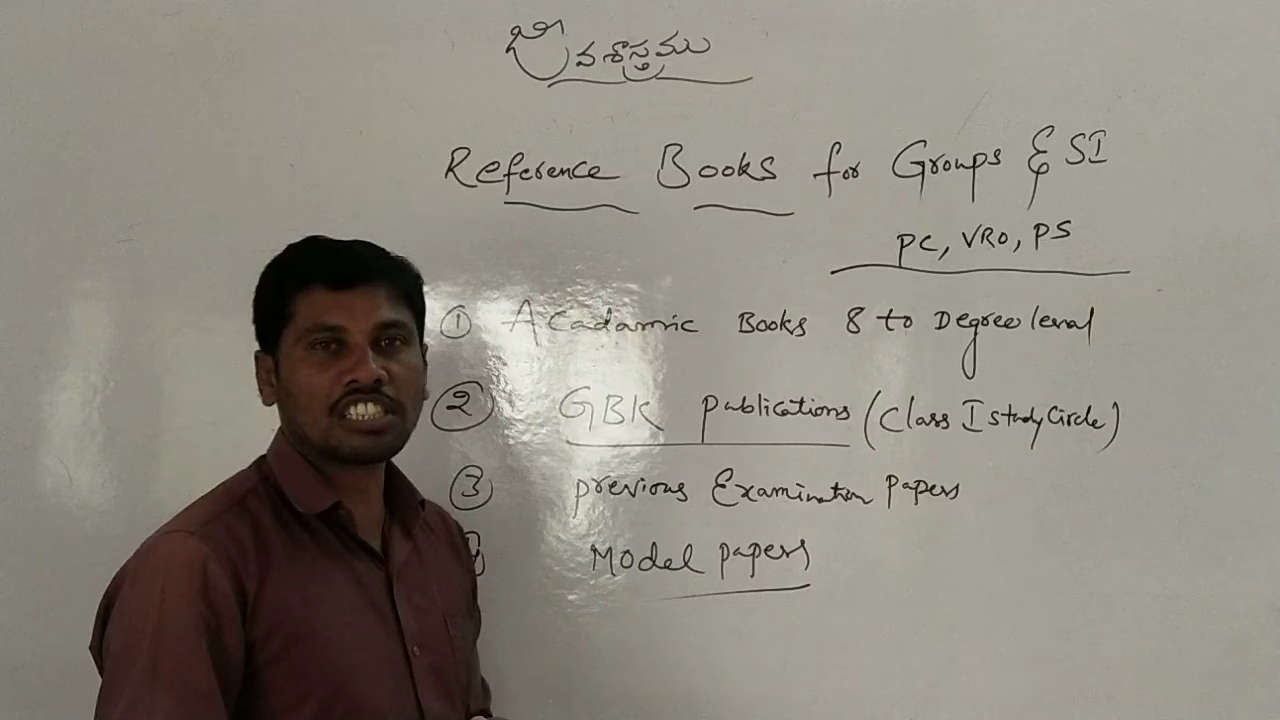 జీవశాస్త్రము
Reference Books for Groups & SI
PC, VRO, PS
① Acadamic Books 8 to Degree leval
② GBK publications (Class I study Circle)
③ previous Examination Papers
Model papers